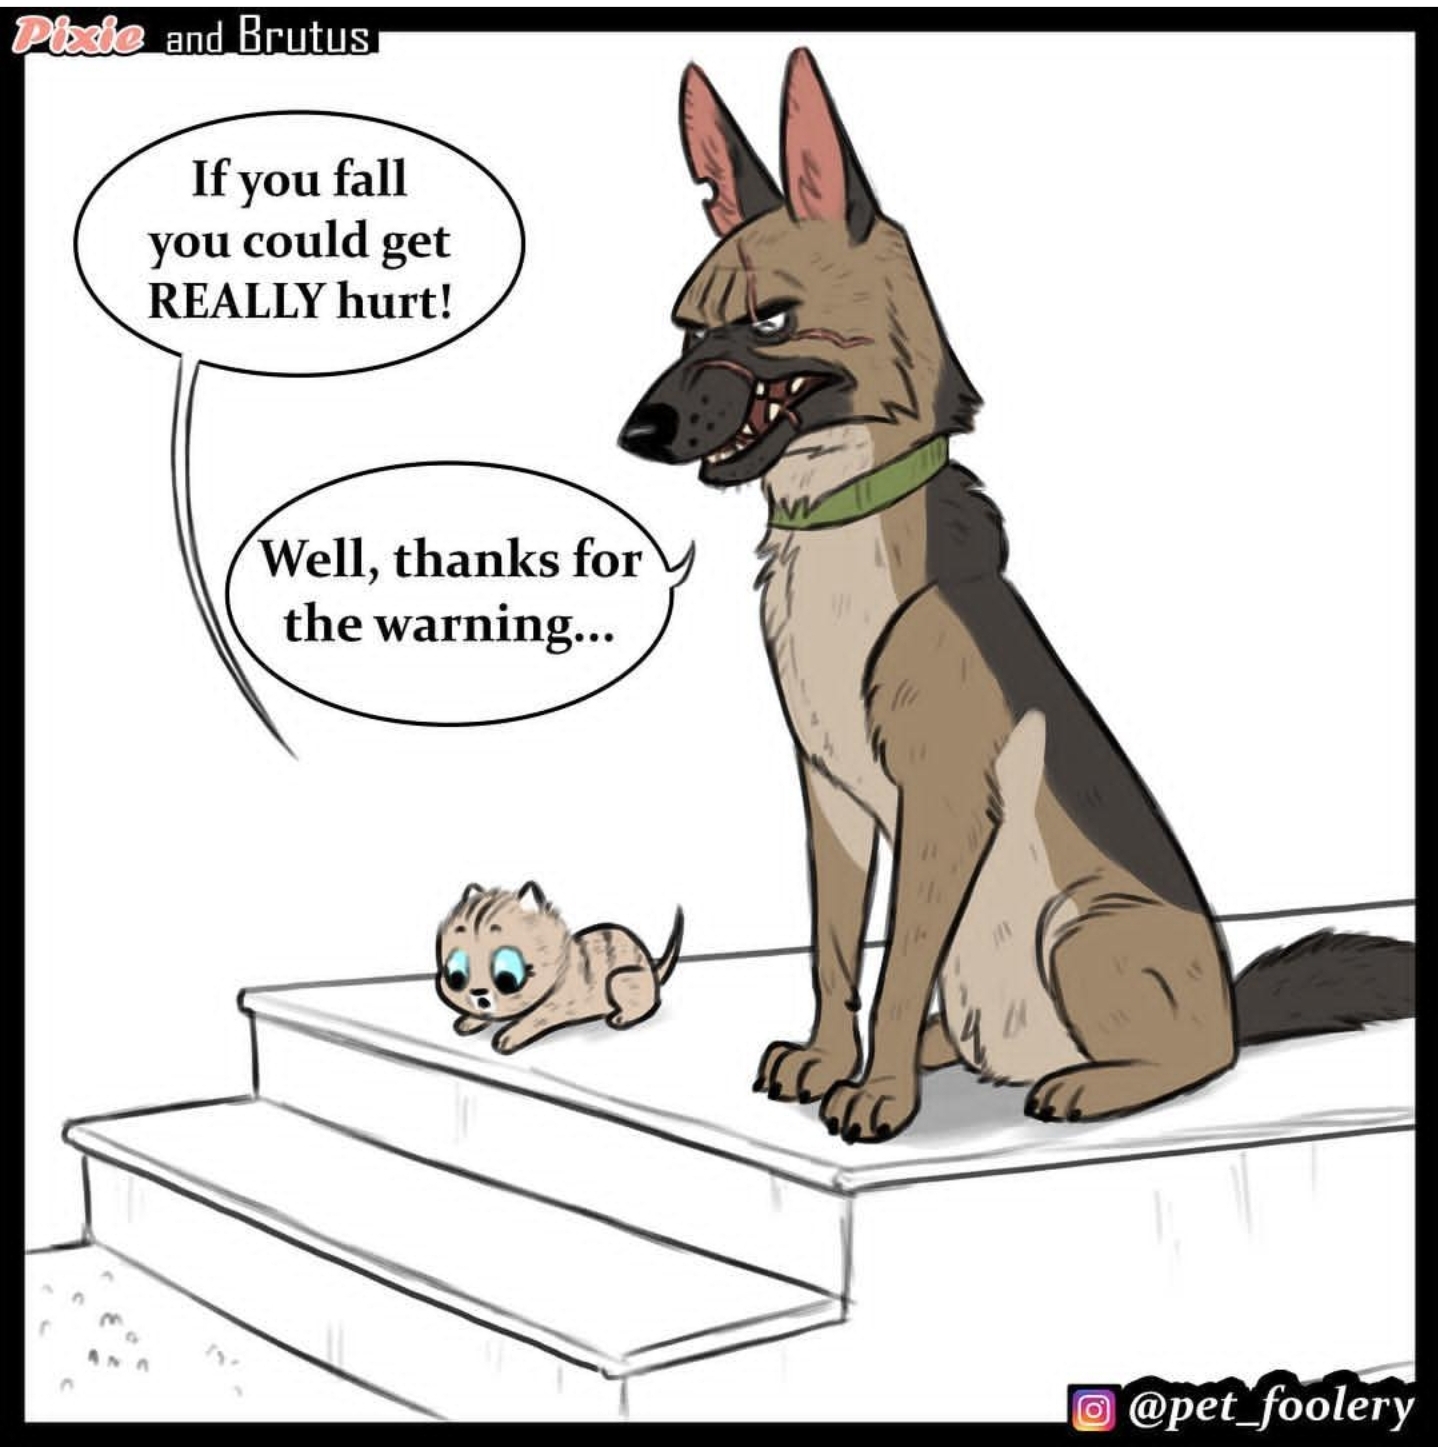 Pixie and Brutus
If you fall
you could get
REALLY hurt!
Well, thanks for
the warning...
@pet_foolery